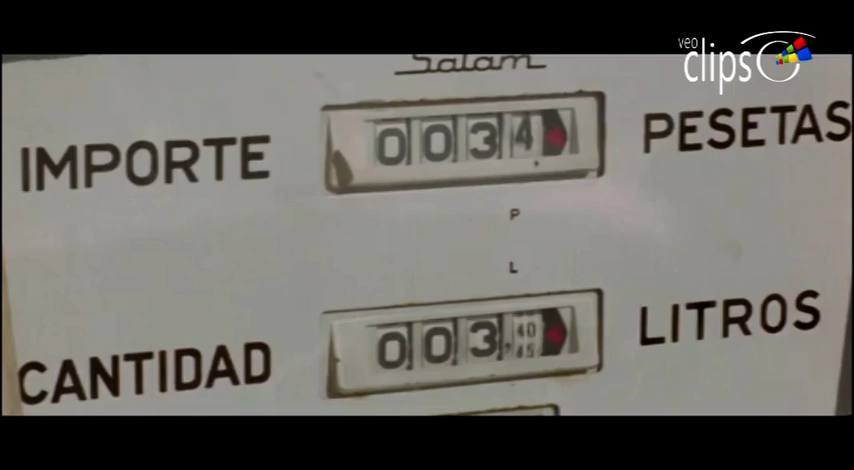 veo
clips
Salam
IMPORTE 0034 PESETAS
P
L
CANTIDAD 003,40 LITROS
45